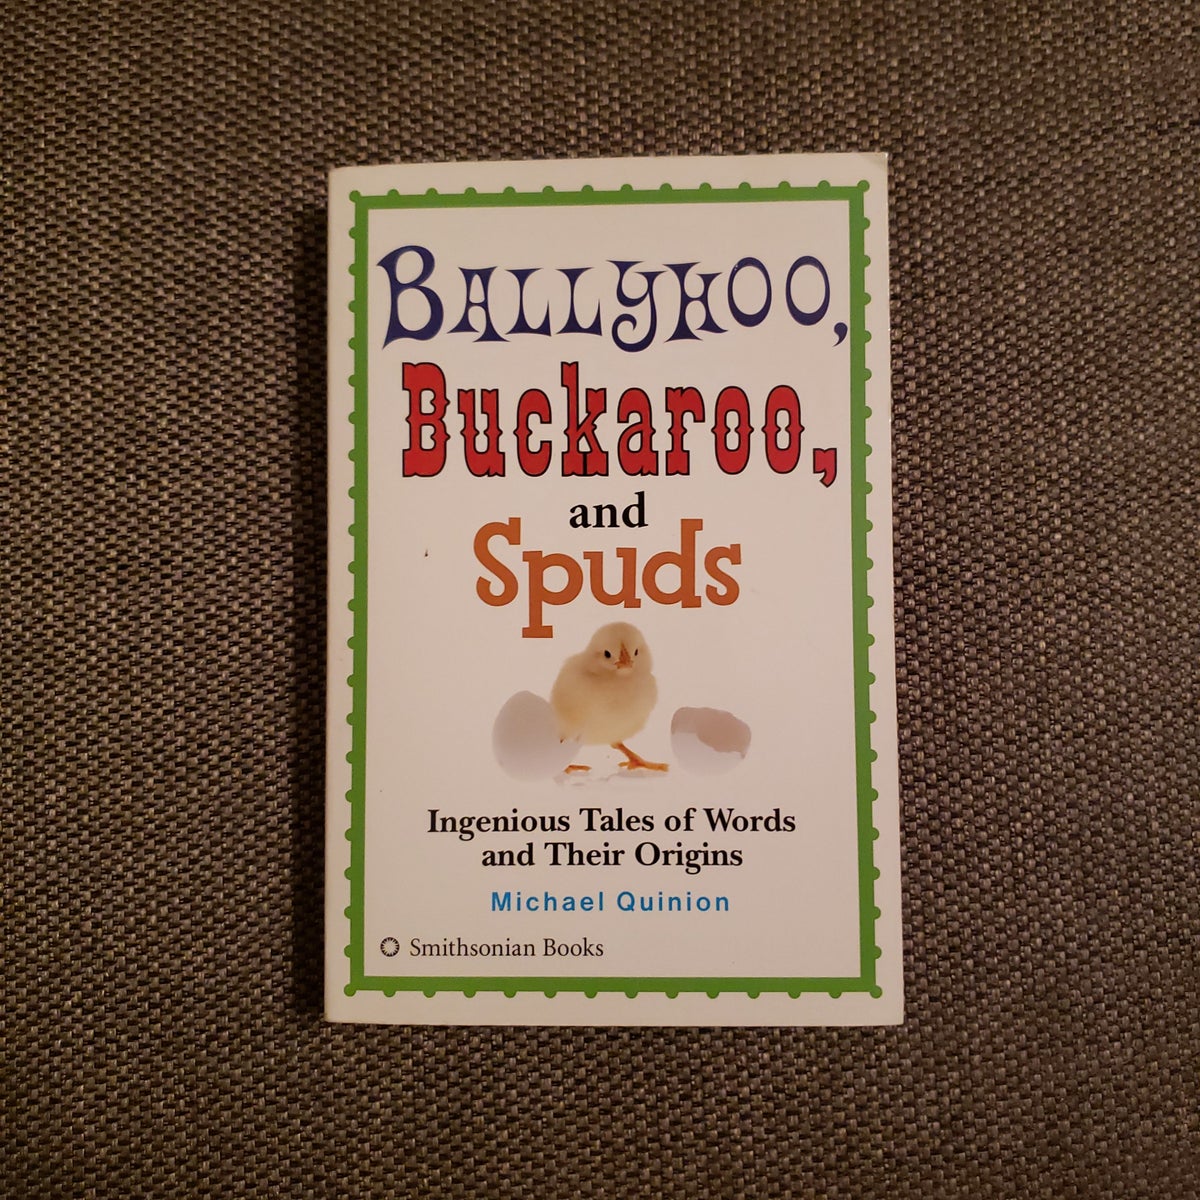 Ballyhoo,
Buckaroo,
and
Spuds
Ingenious Tales of Words
and Their Origins
Michael Quinion
Smithsonian Books